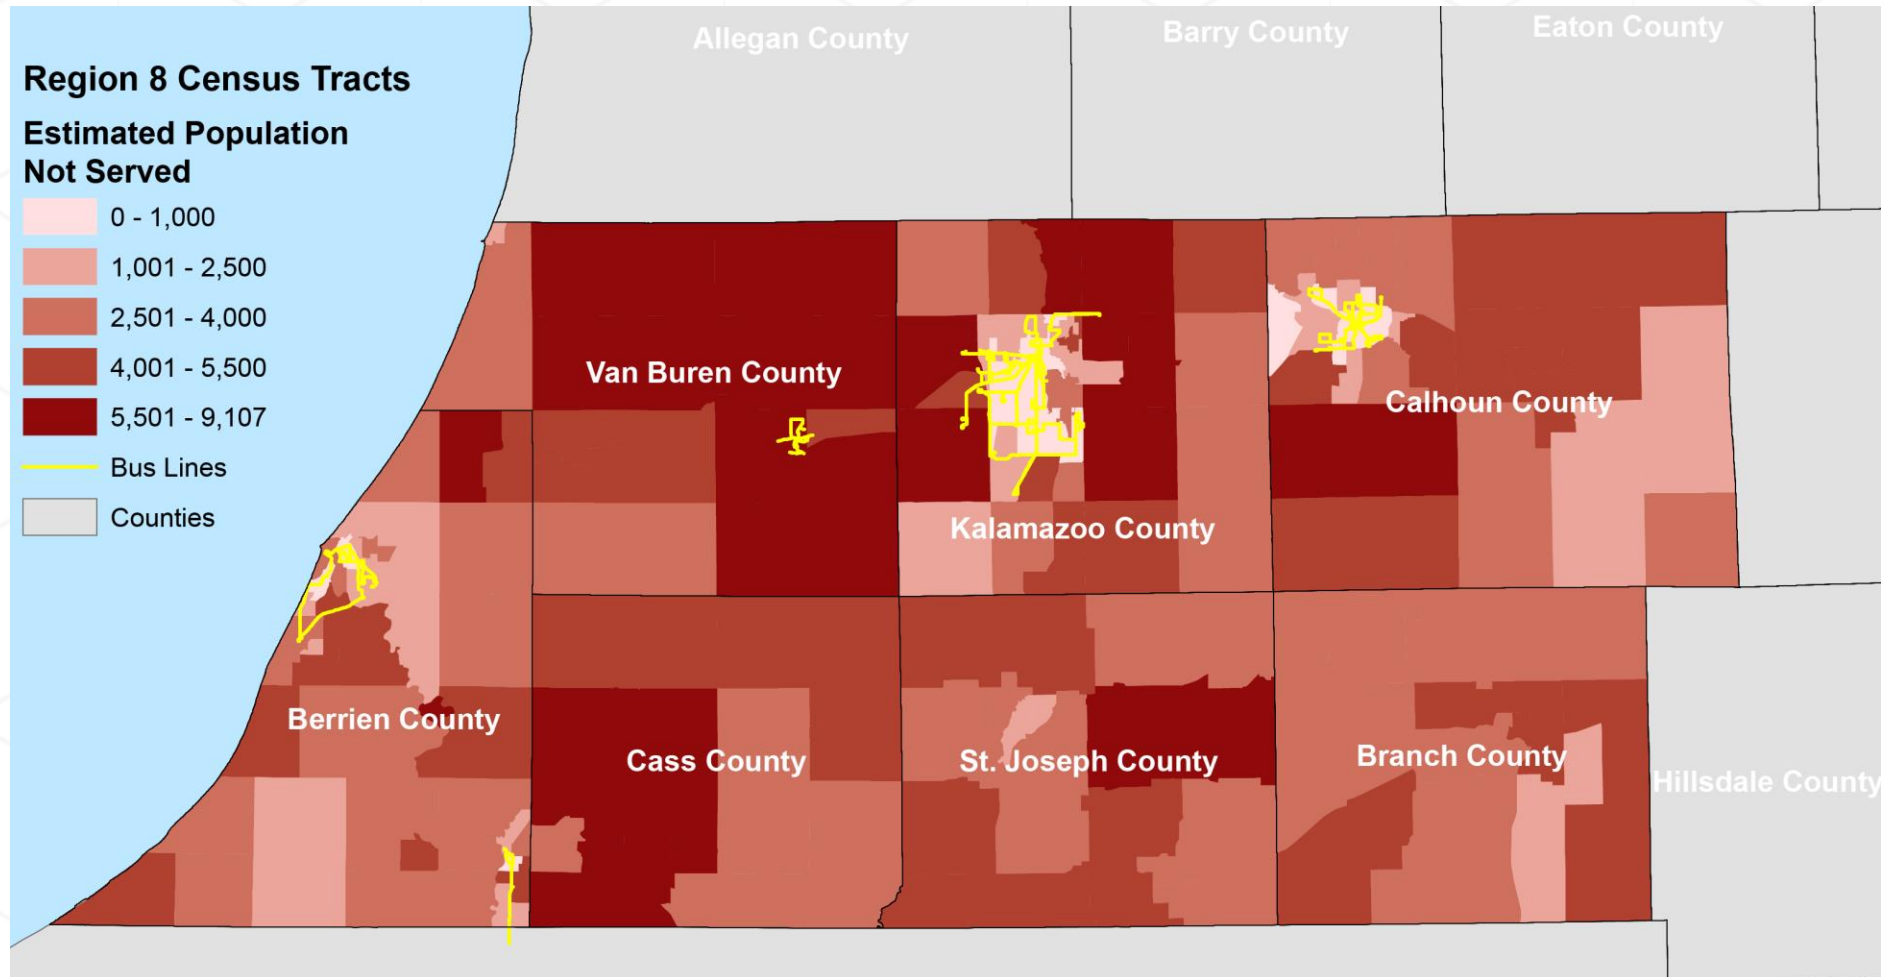 Allegan County
Barry County
Eaton County
Region 8 Census Tracts
Estimated Population
Not Served
0 - 1,000
1,001 - 2,500
2,501 - 4,000
4,001 - 5,500
5,501 - 9,107
Bus Lines
Counties
Van Buren County
Calhoun County
Kalamazoo County
Berrien County
Cass County
St. Joseph County
Branch County
Hillsdale County